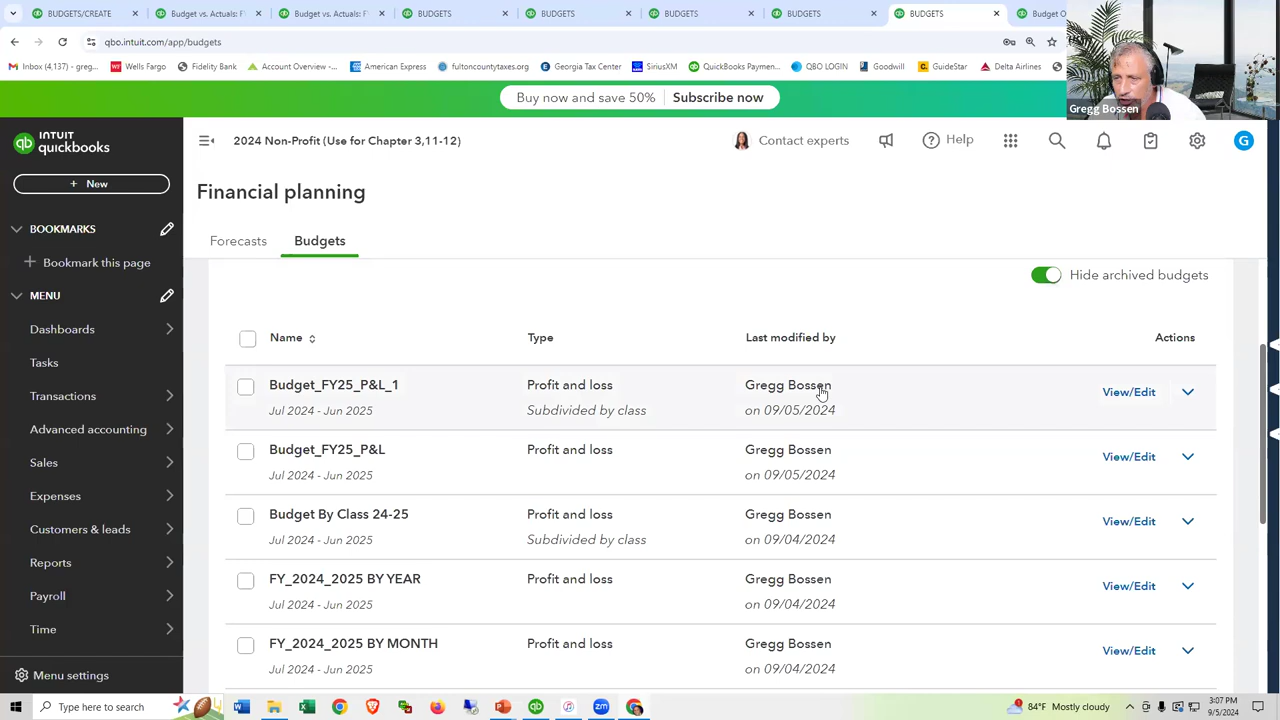 BUDGETS/CREATE
Budget vs. Actuals: F
Budget vs. Actuals: FY
BUDGETS
BUDGETS
BUDGETS
BUDGETS
BUDGETS
Budget O
qbo.intuit.com/app/budgets
Inbox (4,137) - greg...
Wells Fargo
Fidelity Bank
Account Overview -...
American Express
fultoncountytaxes.org
Georgia Tax Center
SiriusXM
QuickBooks Paymen...
QBO LOGIN
Goodwill
GuideStar
Delta Airlines
Gregg Bossen
Buy now and save 50%
Subscribe now
INTUIT
quickbooks
2024 Non-Profit (Use for Chapter 3,11-12)
Contact experts
Help
G
+ New
Financial planning
BOOKMARKS
Forecasts
Budgets
Bookmark this page
Hide archived budgets
MENU
Dashboards
Tasks
Transactions
Advanced accounting
Sales
Expenses
Customers & leads
Reports
Payroll
Time
Menu settings
Name
Type
Last modified by
Actions
Budget_FY25_P&L_1
Profit and loss
Gregg Bossen
View/Edit
Jul 2024 - Jun 2025
Subdivided by class
on 09/05/2024
Budget_FY25_P&L
Profit and loss
Gregg Bossen
View/Edit
Jul 2024 - Jun 2025
on 09/05/2024
Budget By Class 24-25
Profit and loss
Gregg Bossen
View/Edit
Jul 2024 - Jun 2025
Subdivided by class
on 09/04/2024
FY_2024_2025 BY YEAR
Profit and loss
Gregg Bossen
View/Edit
Jul 2024 - Jun 2025
on 09/04/2024
FY_2024_2025 BY MONTH
Profit and loss
Gregg Bossen
View/Edit
Jul 2024 - Jun 2025
on 09/04/2024
Type here to search
84°F Mostly cloudy
3:07 PM
9/5/2024